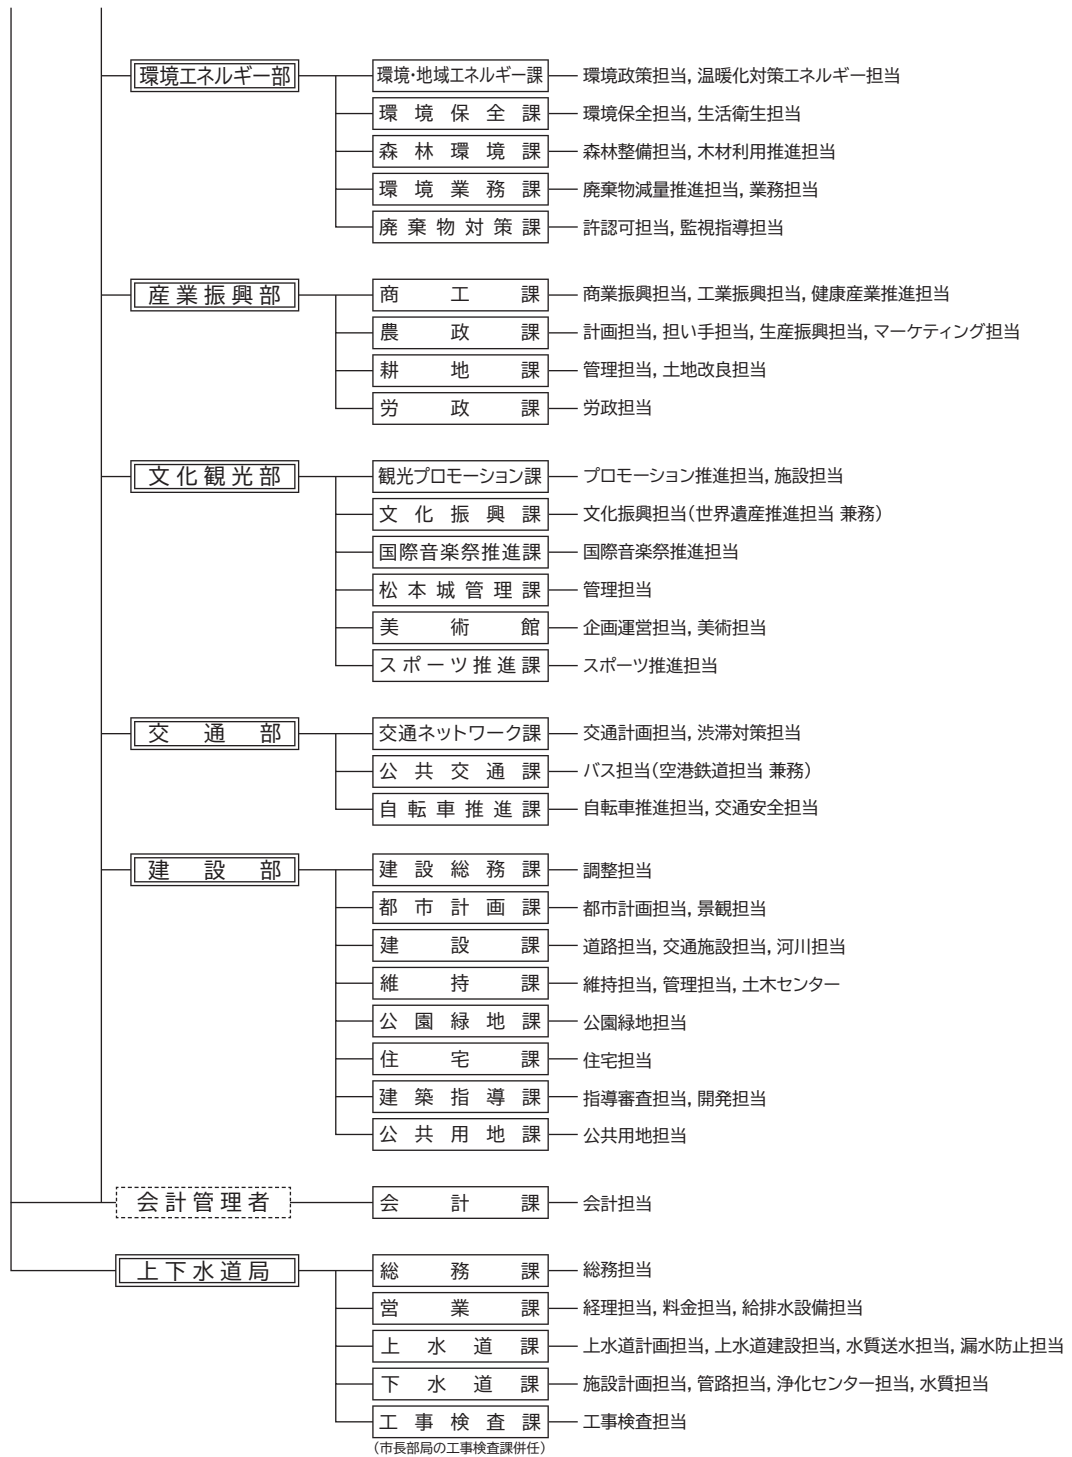 環境エネルギー部 環境・地域エネルギー課 環境政策担当, 温暖化対策エネルギー担当
環境保全課 環境保全担当, 生活衛生担当
森林環境課 森林整備担当, 木材利用推進担当
環境業務課 廃棄物減量推進担当, 業務担当
廃棄物対策課 許認可担当, 監視指導担当
産業振興部 商工課 商業振興担当, 工業振興担当, 健康産業推進担当
農政課 計画担当, 担い手担当, 生産振興担当, マーケティング担当
耕地課 管理担当, 土地改良担当
労政課 労政担当
文化観光部 観光プロモーション課 プロモーション推進担当, 施設担当
文化振興課 文化振興担当(世界遺産推進担当 兼務)
国際音楽祭推進課 国際音楽祭推進担当
松本城管理課 管理担当
美術館 企画運営担当, 美術担当
スポーツ推進課 スポーツ推進担当
交通部 交通ネットワーク課 交通計画担当, 渋滞対策担当
公共交通課 バス担当(空港鉄道担当 兼務)
自転車推進課 自転車推進担当, 交通安全担当
建設部 建設総務課 調整担当
都市計画課 都市計画担当, 景観担当
建設課 道路担当, 交通施設担当, 河川担当
維持課 維持担当, 管理担当, 土木センター
公園緑地課 公園緑地担当
住宅課 住宅担当
建築指導課 指導審査担当, 開発担当
公共用地課 公共用地担当
会計管理者 会計課 会計担当
上下水道局 総務課 総務担当
営業課 経理担当, 料金担当, 給排水設備担当
上水道課 上水道計画担当, 上水道建設担当, 水質送水担当, 漏水防止担当
下水道課 施設計画担当, 管路担当, 浄化センター担当, 水質担当
工事検査課 工事検査担当
(市長部局の工事検査課併任)